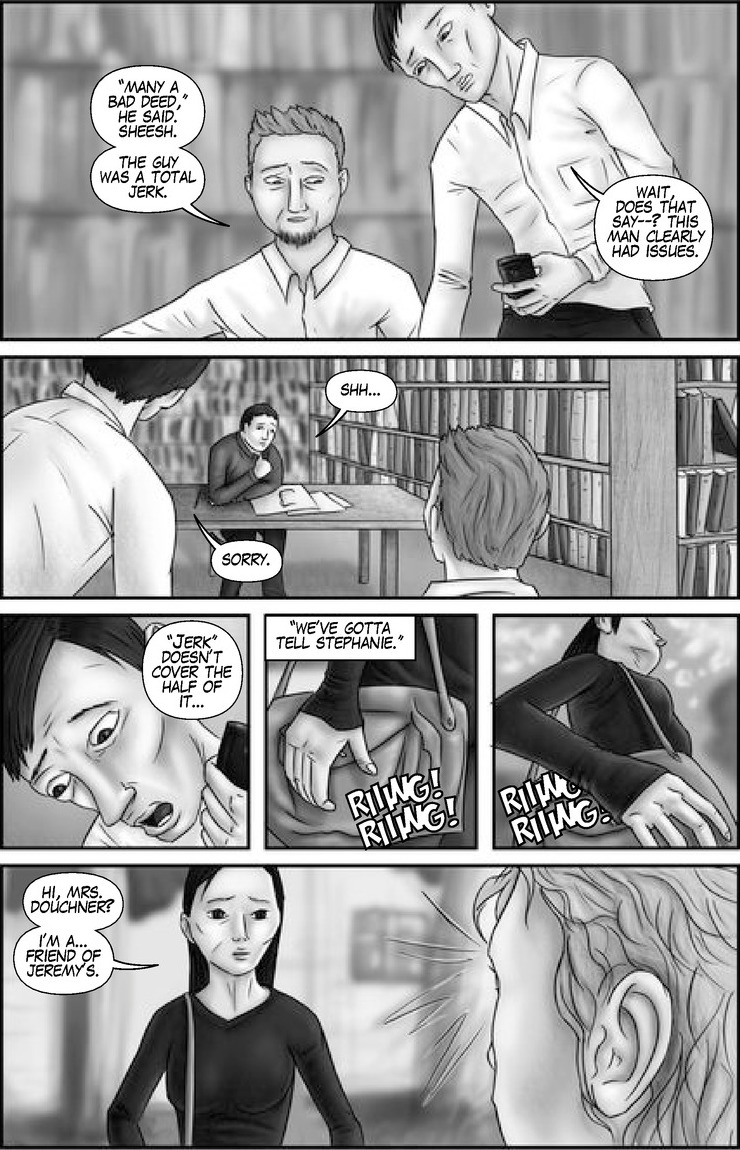 "MANY A
BAD DEED,"
HE SAID.
SHEESH.
THE GUY
WAS A TOTAL
JERK.
WAIT,
DOES THAT
SAY--? THIS
MAN CLEARLY
HAD ISSUES.
SHH...
SORRY.
"JERK"
DOESN'T
COVER THE
HALF OF
IT...
"WE'VE GOTTA
TELL STEPHANIE."
RIIING!
RIIING!
RIIING
RIIING.
HI, MRS.
DOUCHNER?
I'M A...
FRIEND OF
JEREMY'S.